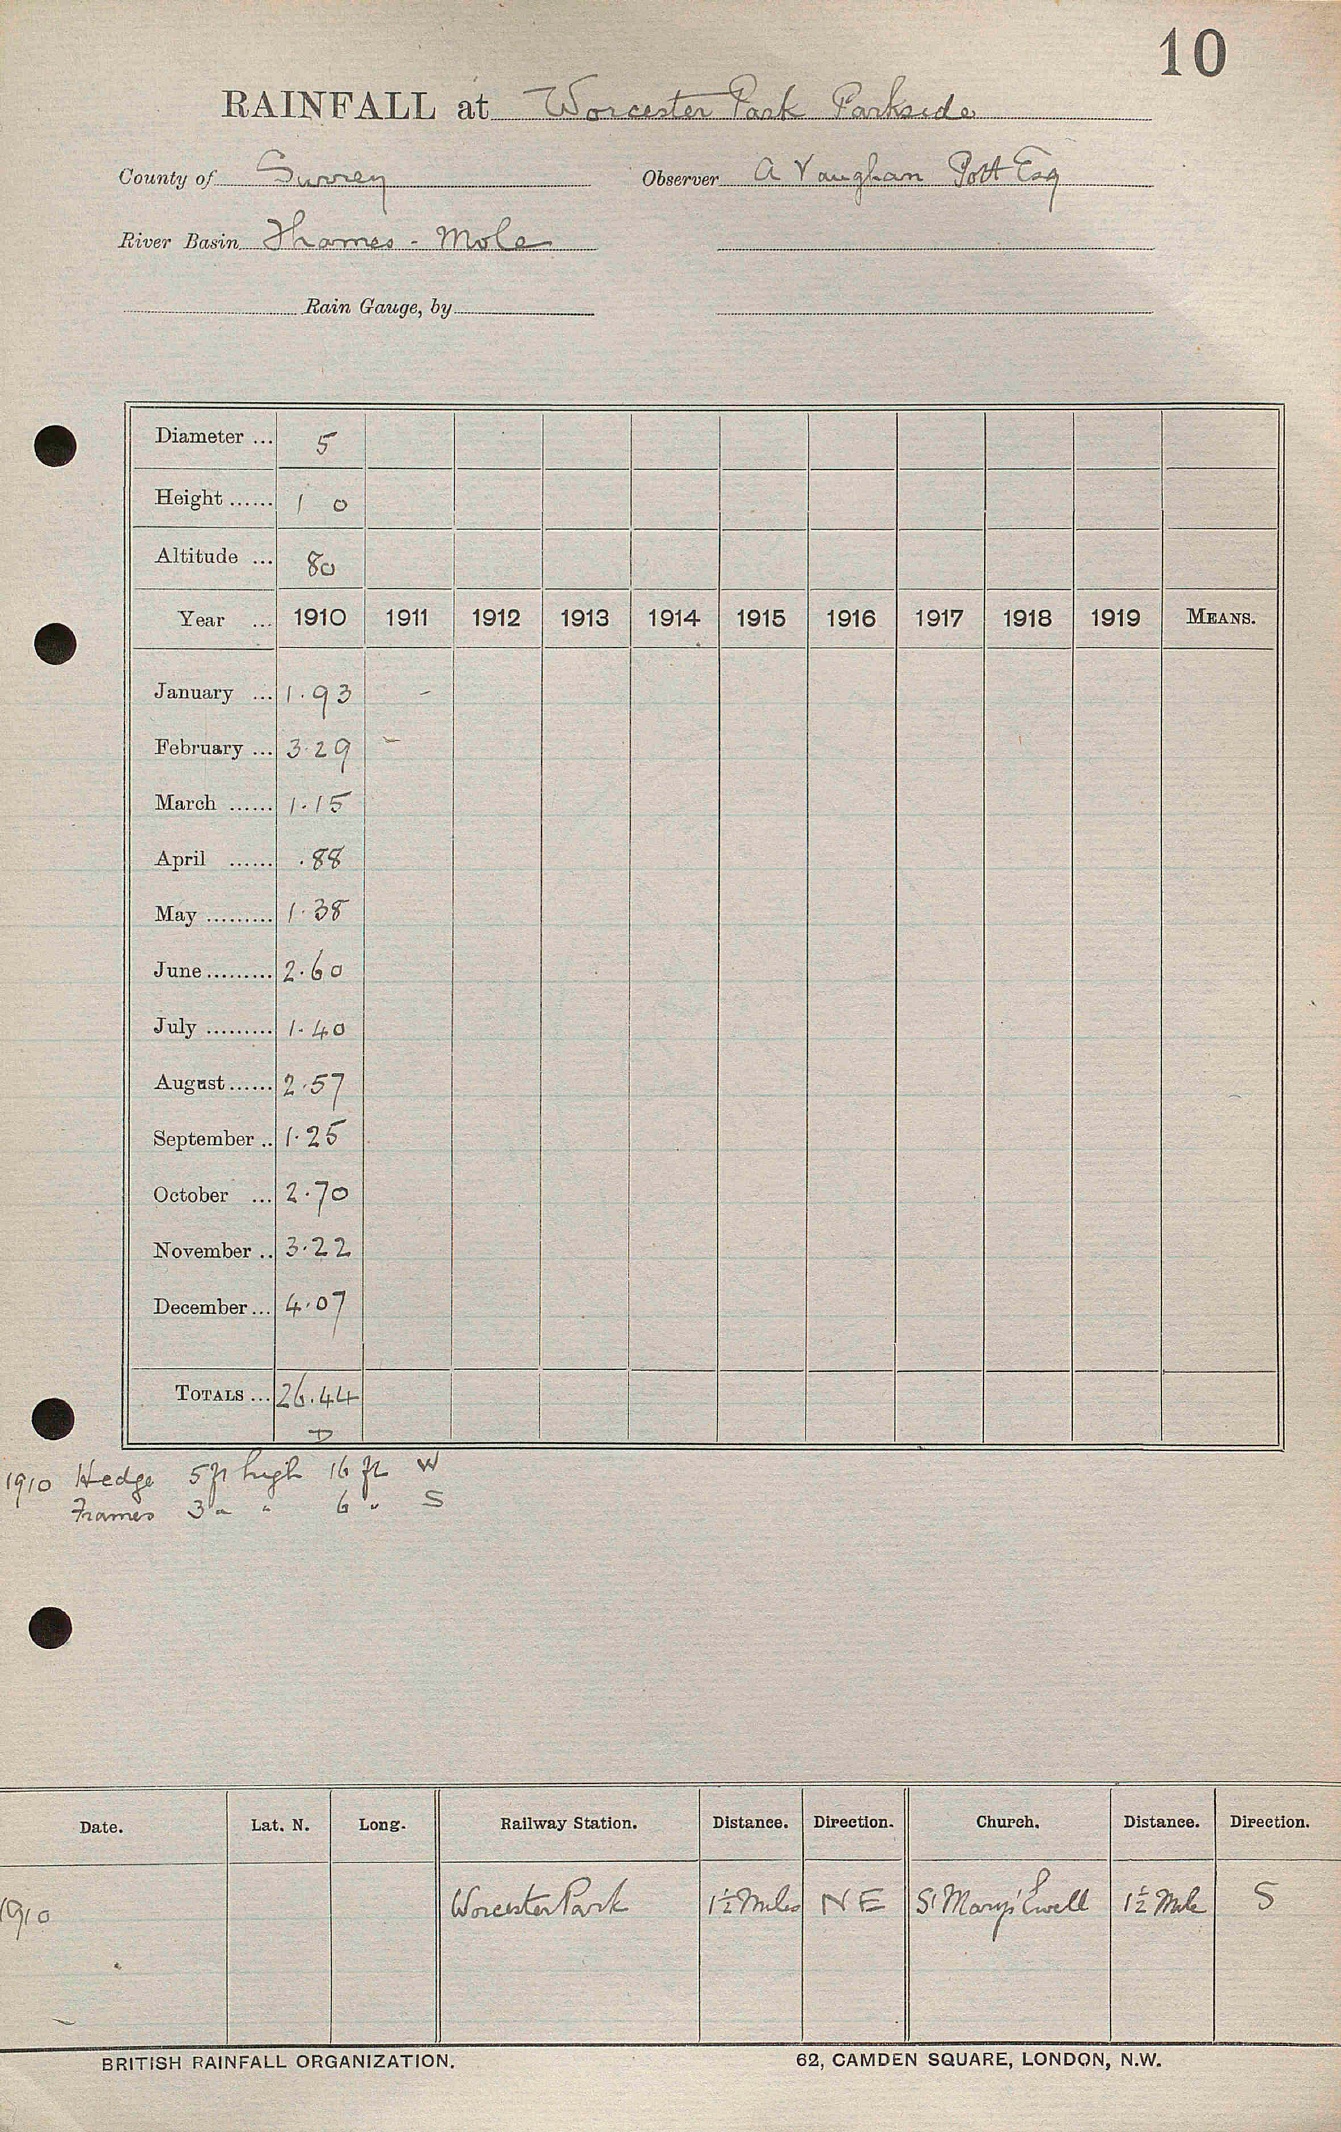 10
RAINFALL at Worcester Park Parkside
County of Surrey Observer A Vaughan Pott Esq
River Basin Thames - Mole
Rain Gauge, by
Diameter ... 5
Height ...... 1 0
Altitude ... 80
Year ... 1910 1911 1912 1913 1914 1915 1916 1917 1918 1919 MEANS.
January ... 1.93 -
February ... 3.29 -
March ...... 1.15
April ...... .88
May ......... 1.38
June ......... 2.60
July ......... 1.40
August ...... 2.57
September .. 1.25
October ... 2.70
November .. 3.22
December ... 4.07
TOTALS ... 26.44
D
1910 Hedge 5 ft high 16 ft W
Frames 3 " " 6 " S
Date. Lat. N. Long. Railway Station. Distance. Direction. Church. Distance. Direction.
1910 Worcester Park 1½ Miles NE St Mary's Ewell 1½ Mile S
BRITISH RAINFALL ORGANIZATION. 62, CAMDEN SQUARE, LONDON, N.W.